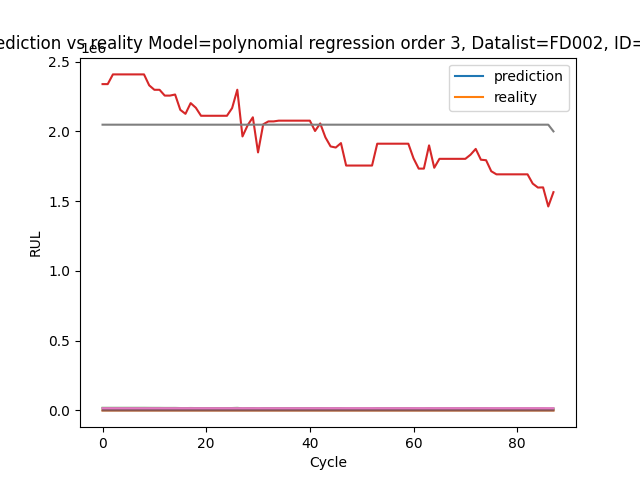 ediction vs reality Model=polynomial regression order 3, Datalist=FD002, ID=
1e6
2.5
2.0
1.5
1.0
0.5
0.0
0 20 40 60 80
RUL
Cycle
prediction
reality